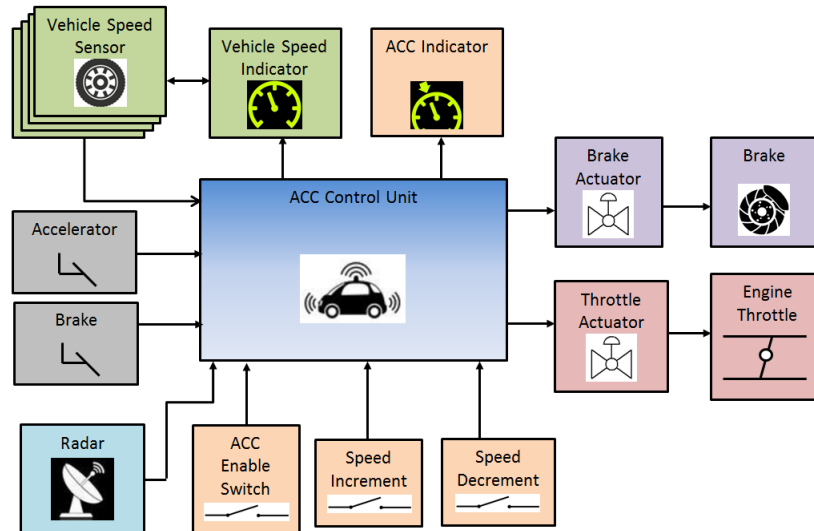 Vehicle Speed
Sensor
Vehicle Speed
Indicator
ACC Indicator
Brake
Actuator
Brake
ACC Control Unit
Accelerator
Brake
Throttle
Actuator
Engine
Throttle
Radar
ACC
Enable
Switch
Speed
Increment
Speed
Decrement